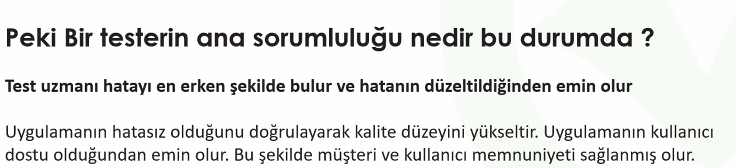 Peki Bir testerin ana sorumluluğu nedir bu durumda ?
Test uzmanı hatayı en erken şekilde bulur ve hatanın düzeltildiğinden emin olur
Uygulamanın hatasız olduğunu doğrulayarak kalite düzeyini yükseltir. Uygulamanın kullanıcı
dostu olduğundan emin olur. Bu şekilde müşteri ve kullanıcı memnuniyeti sağlanmış olur.